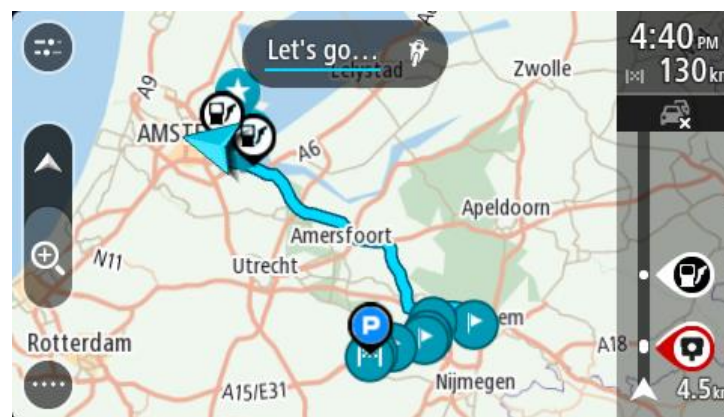 Let's go...
4:40 PM
130 km
Lelystad
Zwolle
A9
AMST
A6
Apeldoorn
Amersfoort
N11
Utrecht
P
em
Rotterdam
A18
A15/E31
Nijmegen
4.5 km